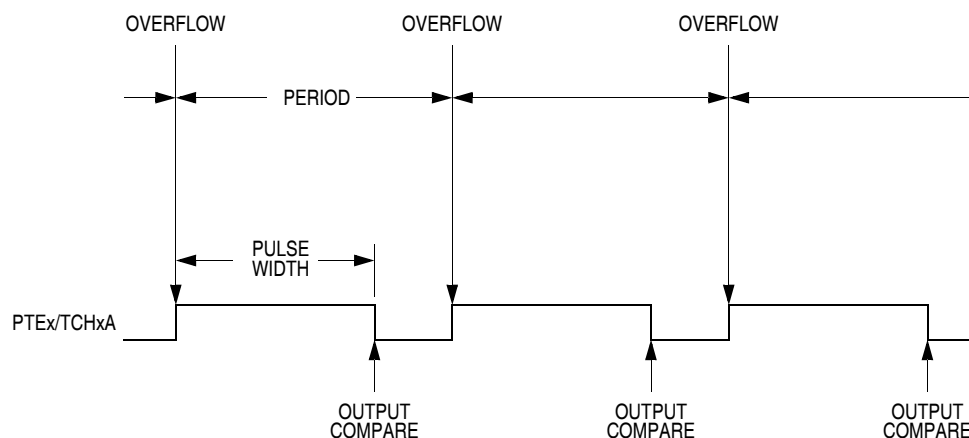 OVERFLOW
OVERFLOW
OVERFLOW
PERIOD
PULSE
WIDTH
PTEx/TCHxA
OUTPUT
COMPARE
OUTPUT
COMPARE
OUTPUT
COMPARE